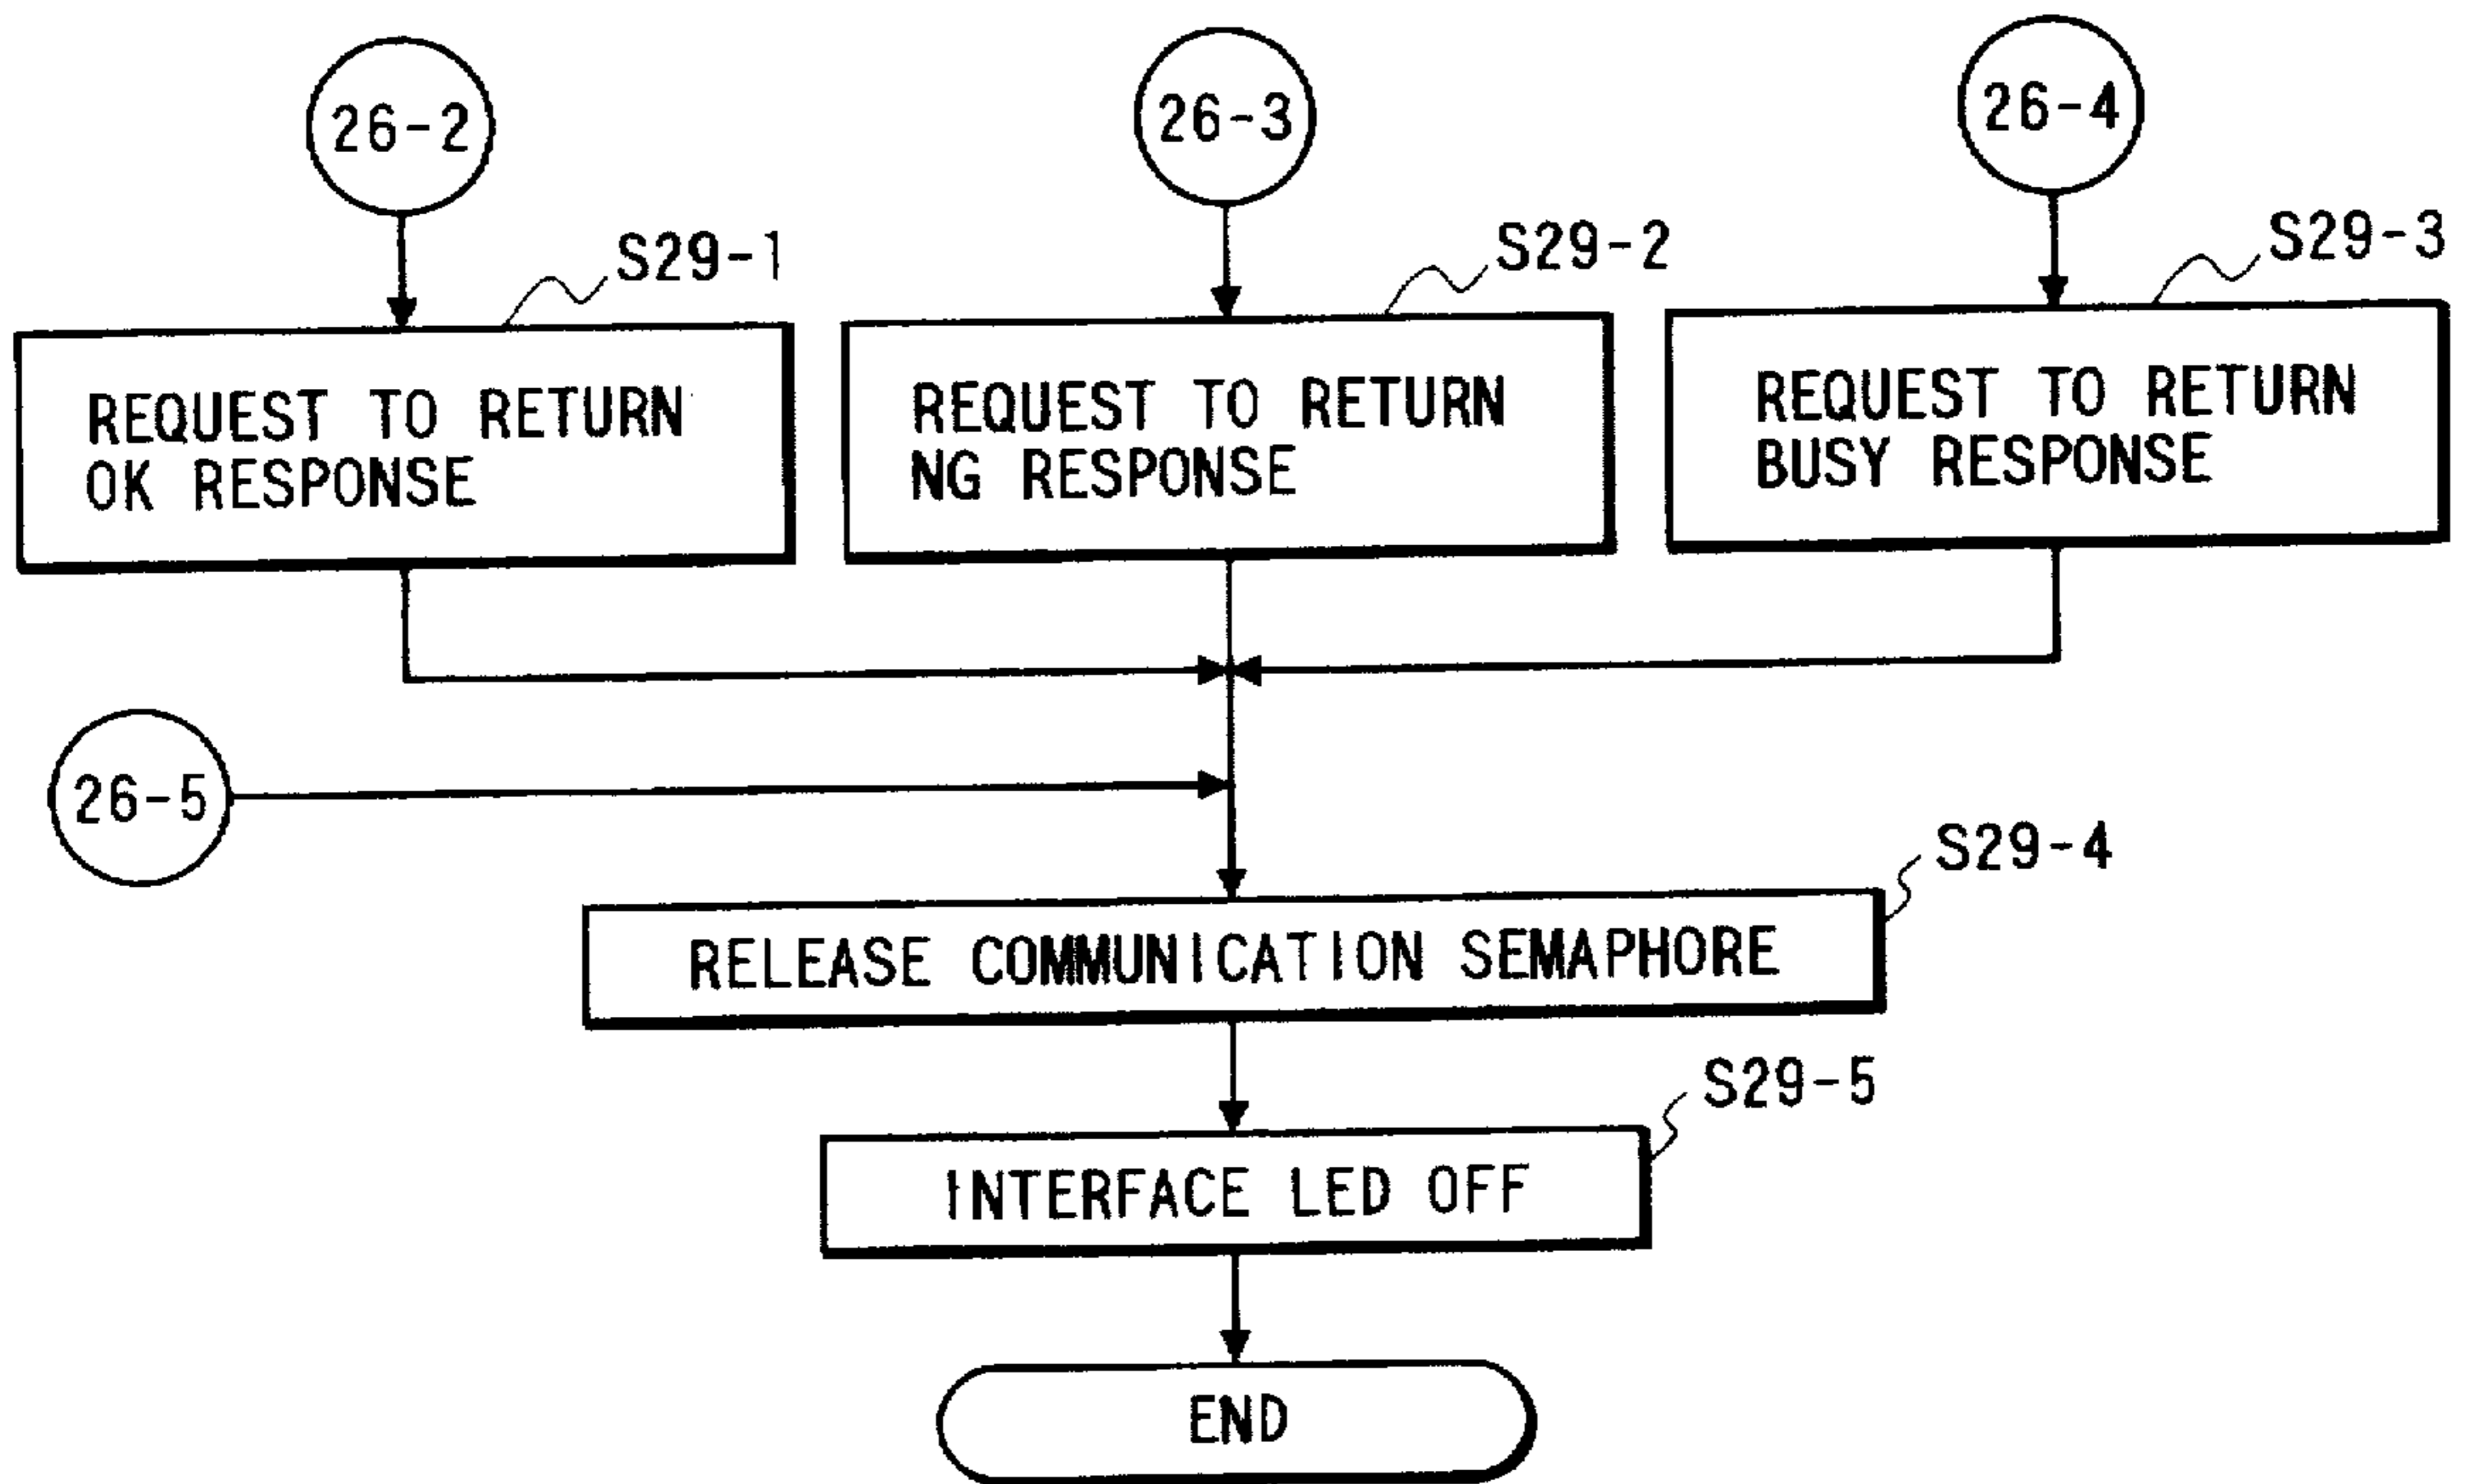 26-2
26-3
26-4
S29-1
S29-2
S29-3
REQUEST TO RETURN
OK RESPONSE
REQUEST TO RETURN
NG RESPONSE
REQUEST TO RETURN
BUSY RESPONSE
26-5
S29-4
RELEASE COMMUNICATION SEMAPHORE
S29-5
INTERFACE LED OFF
END